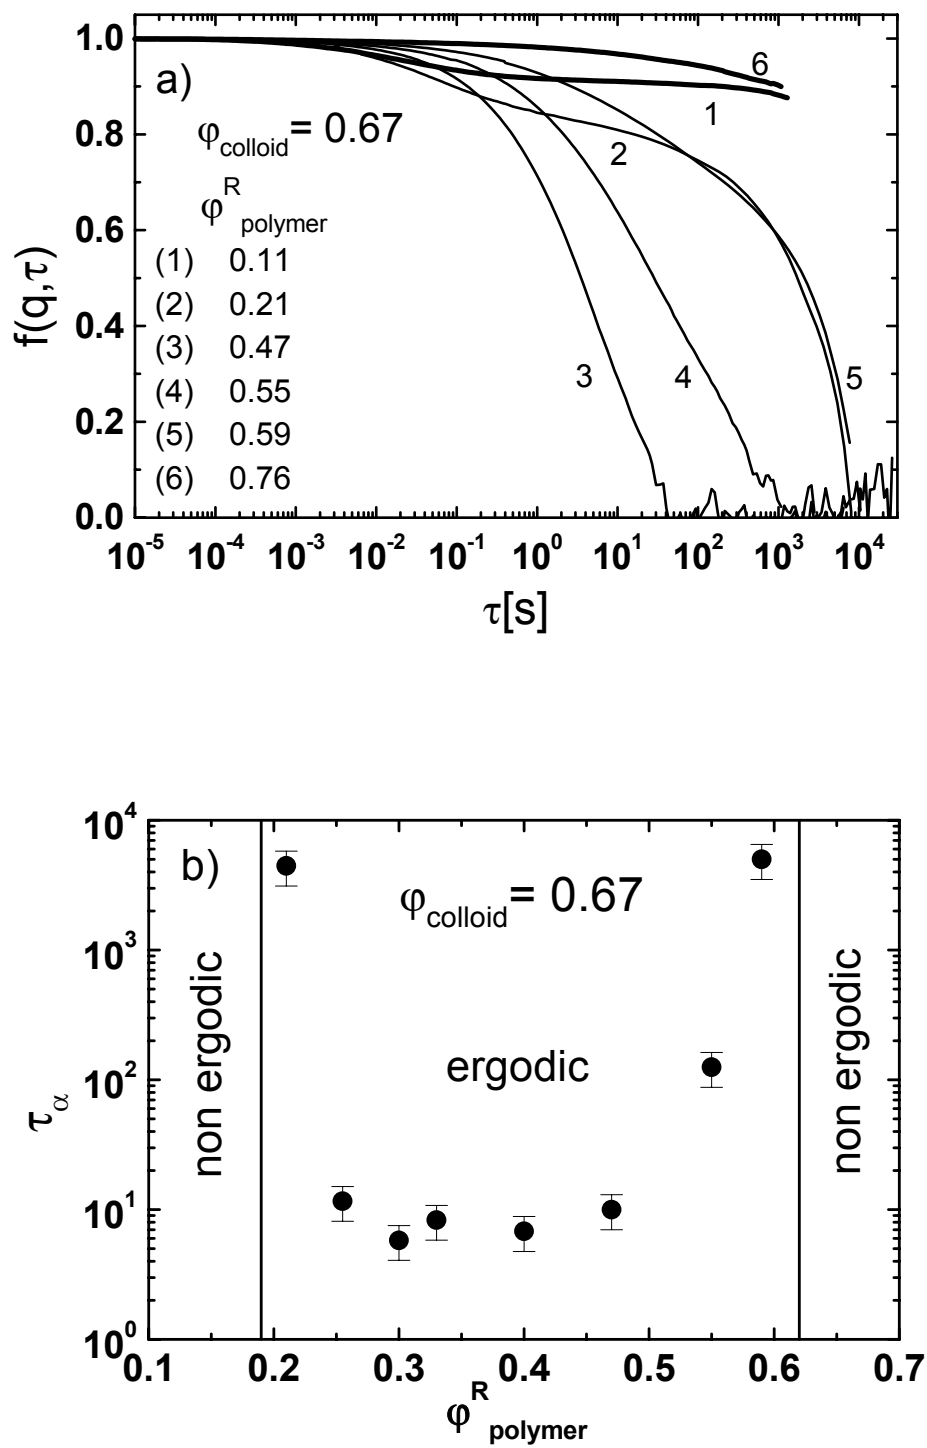 1.0
a)
6
1
φcolloid= 0.67
0.8
2
φRpolymer
0.6
(1) 0.11
f(q,τ)
(2) 0.21
0.4
(3) 0.47
3
4
5
(4) 0.55
0.2
(5) 0.59
(6) 0.76
0.0
10-5 10-4 10-3 10-2 10-1 100 101 102 103 104
τ[s]
104
b)
φcolloid= 0.67
103
non ergodic
ergodic
non ergodic
102
τα
101
100
0.1 0.2 0.3 0.4 0.5 0.6 0.7
φRpolymer